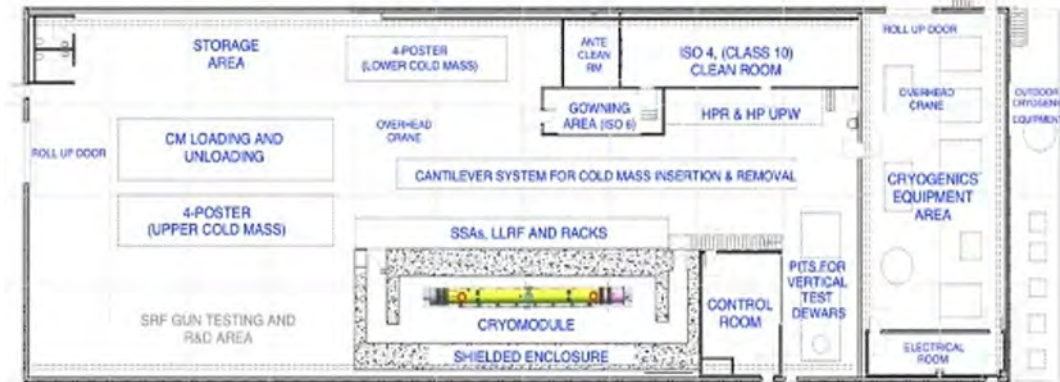 STORAGE
AREA
4-POSTER
(LOWER COLD MASS)
ANTE
CLEAN
RM
ISO 4, (CLASS 10)
CLEAN ROOM
ROLL UP DOOR
GOWNING
AREA (ISO 6)
HPR & HP UPW
OVERHEAD
CRANE
OUTDOOR
CRYOGENIC
EQUIPMENT
ROLL UP DOOR
CM LOADING AND
UNLOADING
OVERHEAD
CRANE
CANTILEVER SYSTEM FOR COLD MASS INSERTION & REMOVAL
CRYOGENICS
EQUIPMENT
AREA
4-POSTER
(UPPER COLD MASS)
SSAs, LLRF AND RACKS
SRF GUN TESTING AND
R&D AREA
CRYOMODULE
SHIELDED ENCLOSURE
CONTROL
ROOM
PITS FOR
VERTICAL
TEST
DEWARS
ELECTRICAL
ROOM